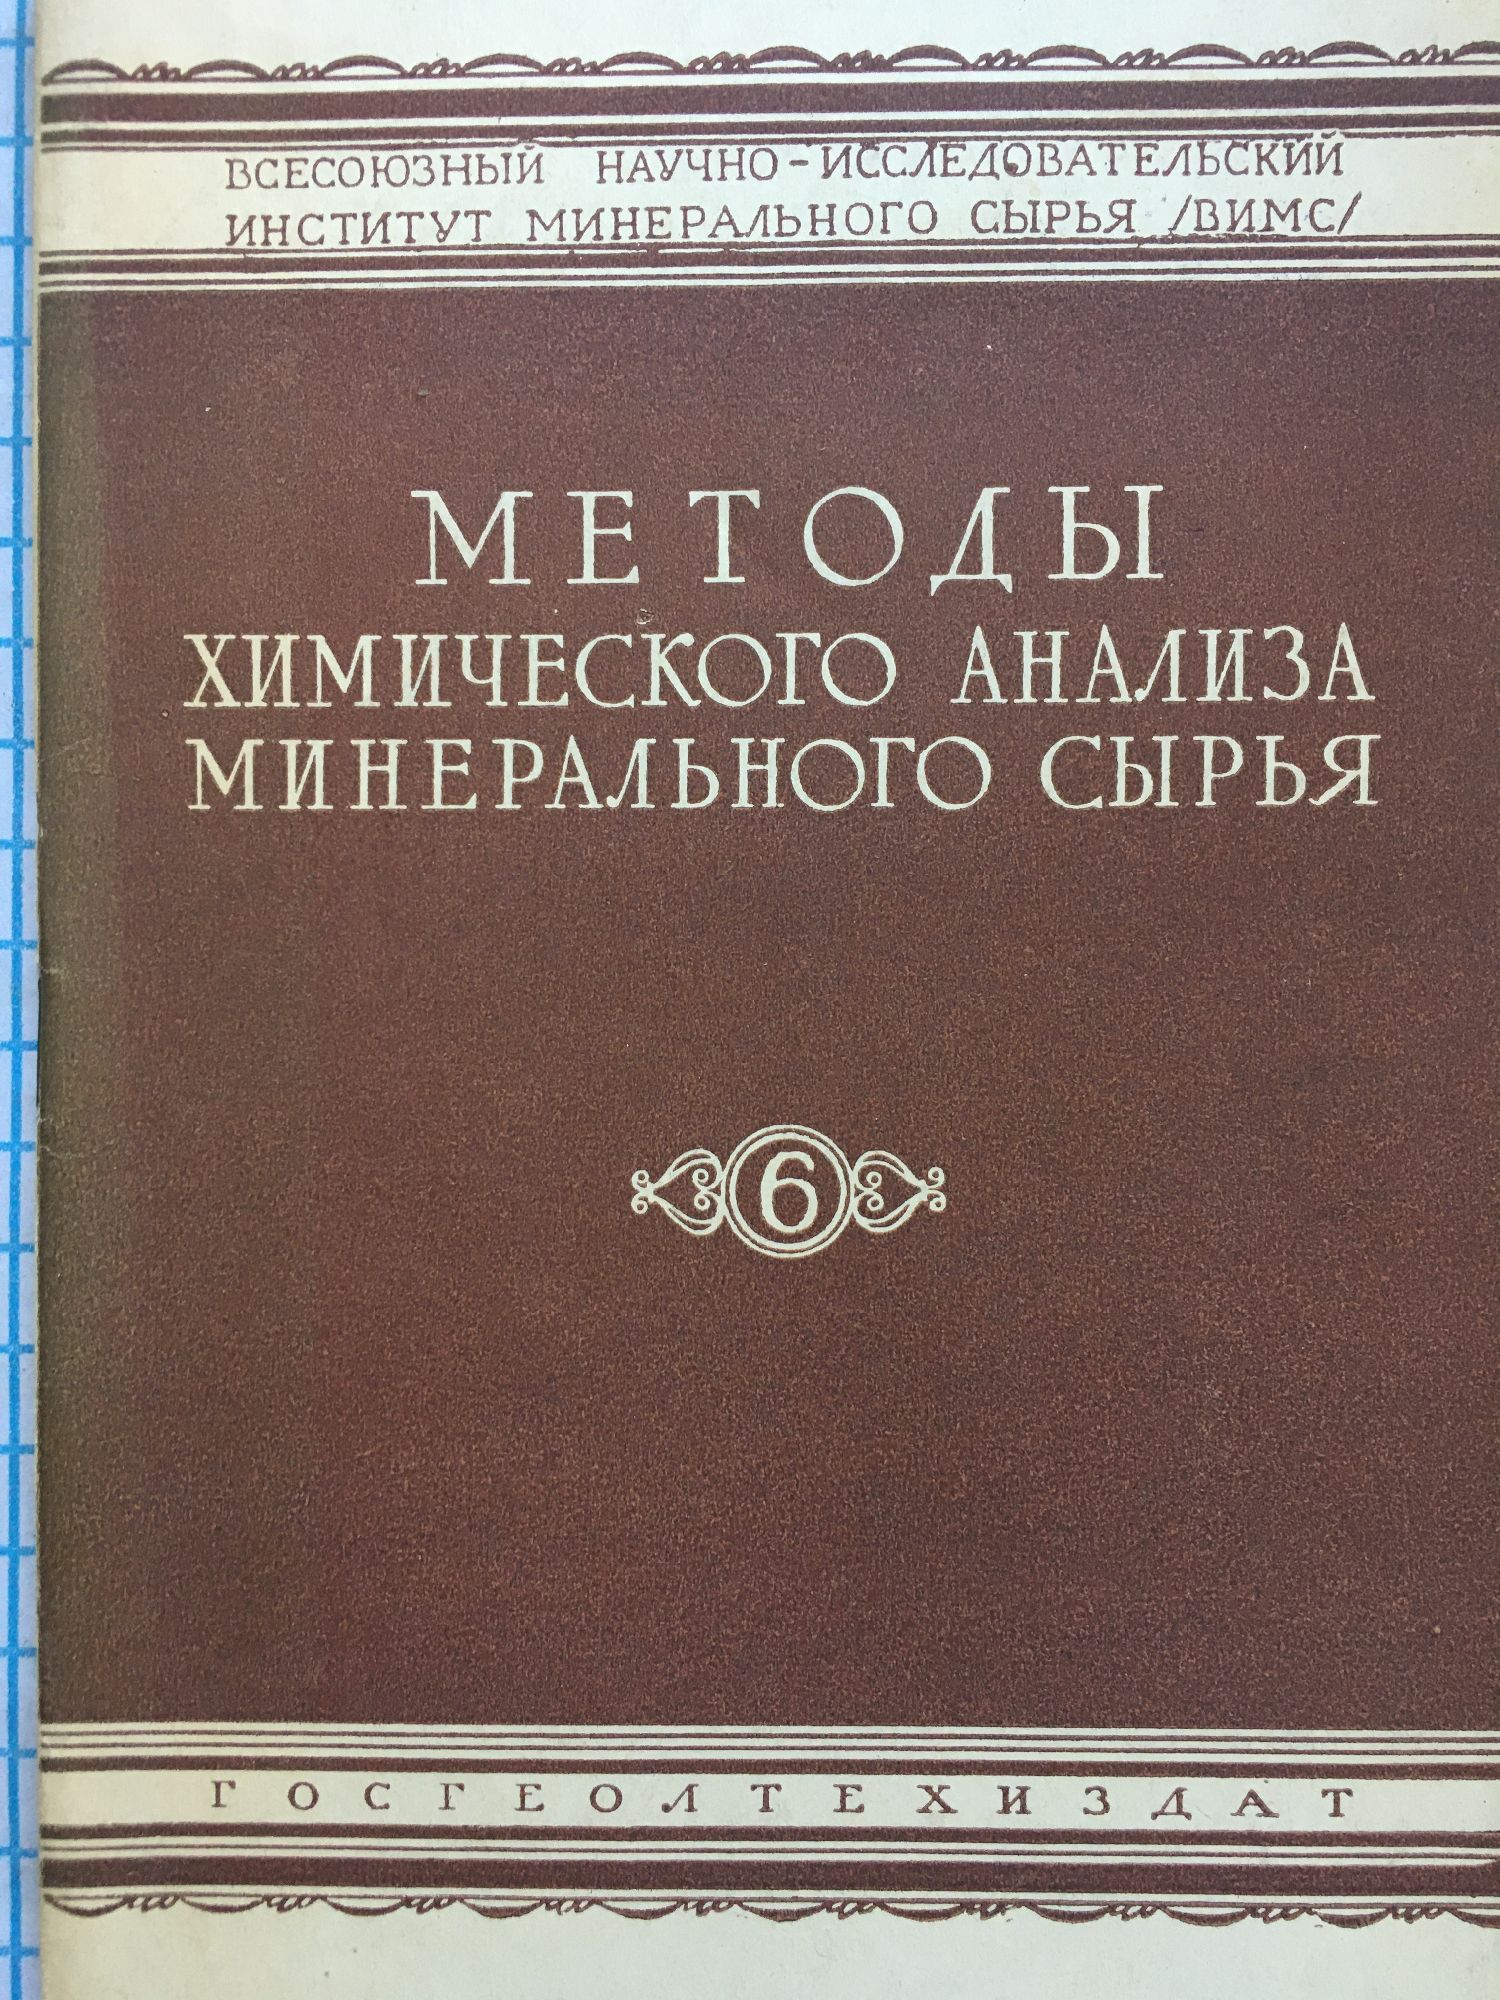 ВСЕСОЮЗНЫЙ НАУЧНО-ИССЛЕДОВАТЕЛЬСКИЙ
ИНСТИТУТ МИНЕРАЛЬНОГО СЫРЬЯ /ВИМС/
МЕТОДЫ
ХИМИЧЕСКОГО АНАЛИЗА
МИНЕРАЛЬНОГО СЫРЬЯ
6
ГОСГЕОЛТЕХИЗДАТ